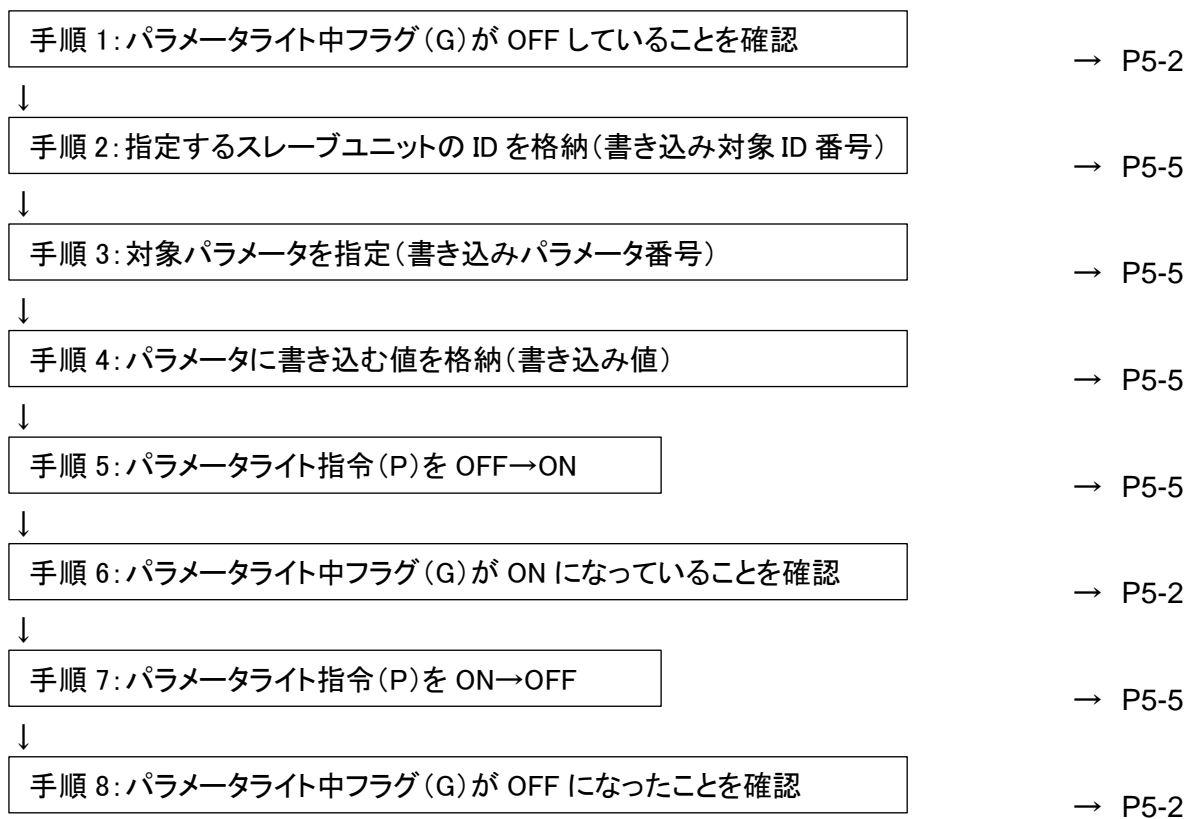 手順 1：パラメータライト中フラグ（G）が OFF していることを確認 → P5-2
↓
手順 2：指定するスレーブユニットの ID を格納（書き込み対象 ID 番号） → P5-5
↓
手順 3：対象パラメータを指定（書き込みパラメータ番号） → P5-5
↓
手順 4：パラメータに書き込む値を格納（書き込み値） → P5-5
↓
手順 5：パラメータライト指令（P）を OFF→ON → P5-5
↓
手順 6：パラメータライト中フラグ（G）が ON になっていることを確認 → P5-2
↓
手順 7：パラメータライト指令（P）を ON→OFF → P5-5
↓
手順 8：パラメータライト中フラグ（G）が OFF になったことを確認 → P5-2